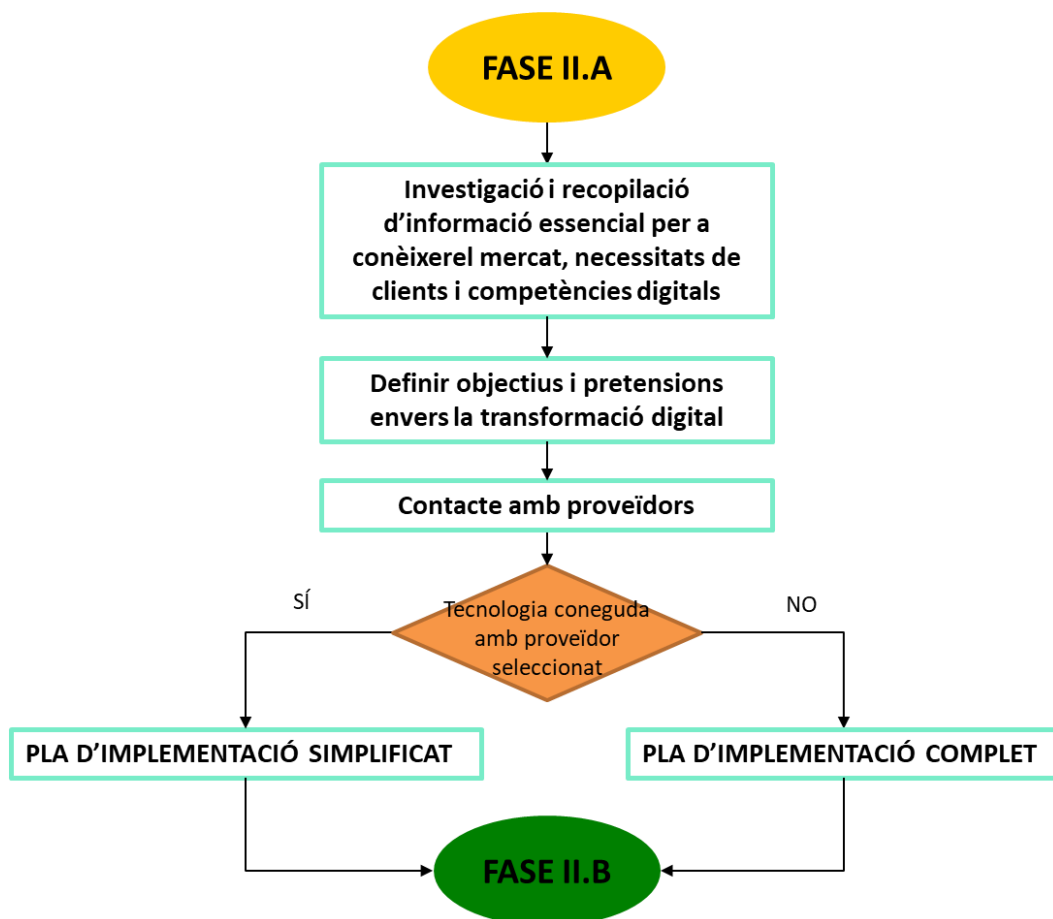 FASE II.A
Investigació i recopilació
d’informació essencial per a
conèixerel mercat, necessitats de
clients i competències digitals
Definir objectius i pretensions
envers la transformació digital
Contacte amb proveïdors
SÍ
Tecnologia coneguda
amb proveïdor
seleccionat
NO
PLA D’IMPLEMENTACIÓ SIMPLIFICAT
PLA D’IMPLEMENTACIÓ COMPLET
FASE II.B